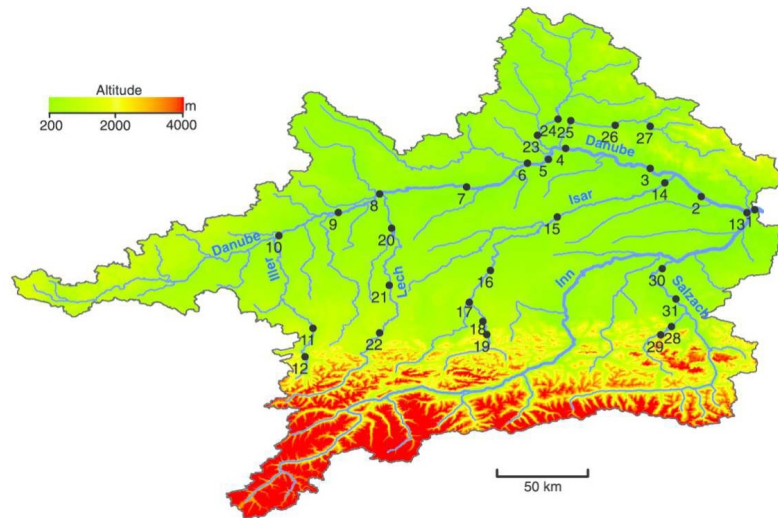 Altitude
m
200 2000 4000
24 25 26 27
23
Danube
4
6 5
3
7
Isar
14
8
2
9
15
13 1
20
10
Danube
Iller
Lech
Inn
16
30
21
Salzach
17
31
11
18
22
19
29 28
12
50 km